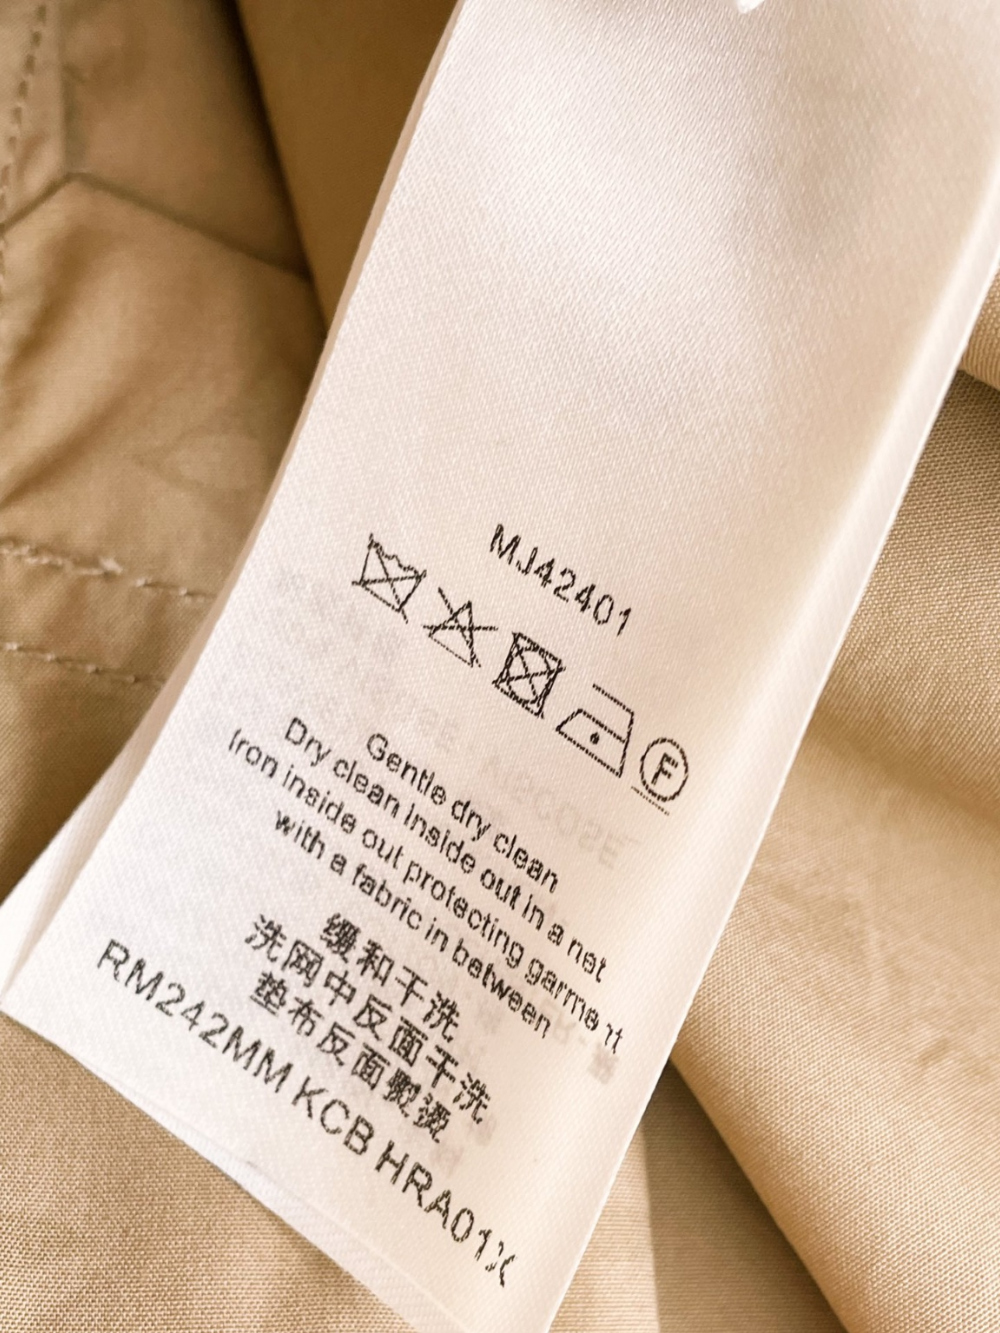 MJ42401
F
Gentle dry clean
Dry clean inside out in a net
Iron inside out protecting garment
with a fabric in between
缓和干洗
洗网中反面干洗
垫布反面熨烫
RM242MM KCB HRA01X
VISCOSE